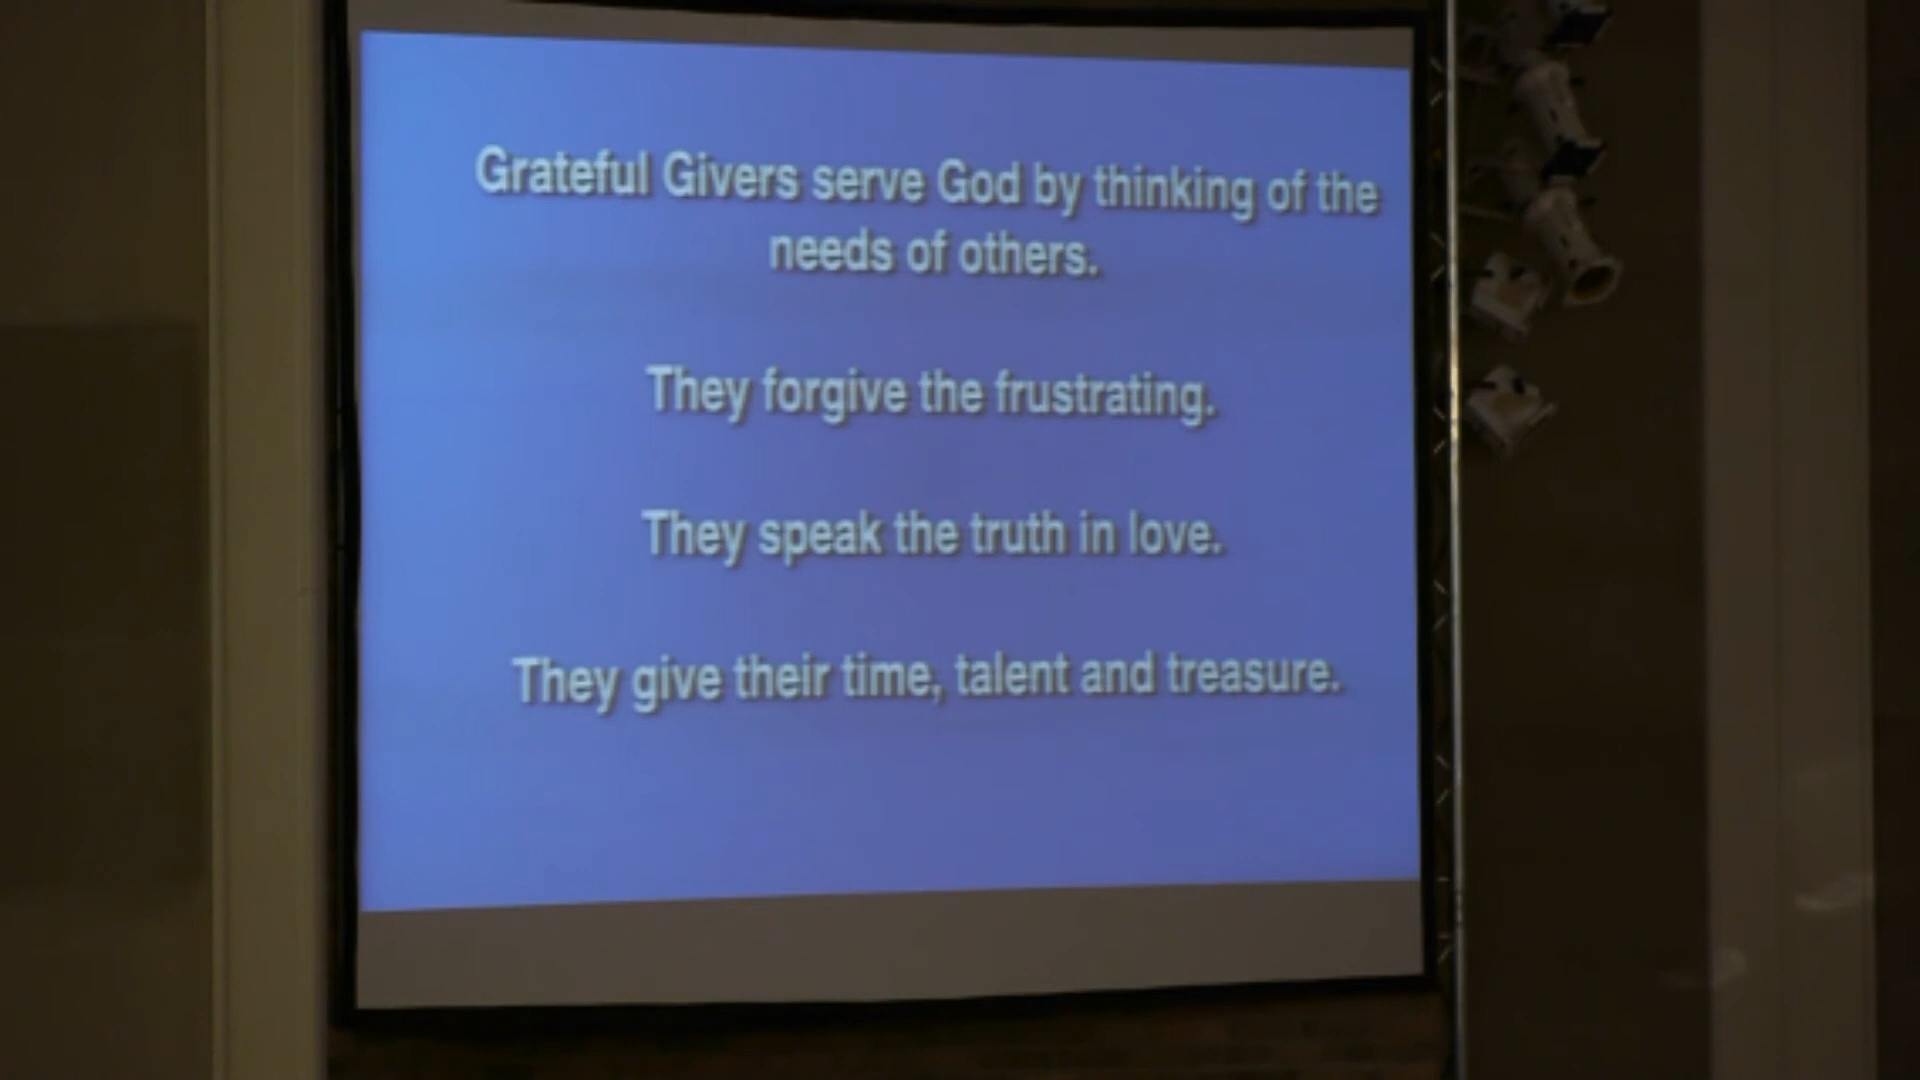 Grateful Givers serve God by thinking of the
needs of others.
They forgive the frustrating.
They speak the truth in love.
They give their time, talent and treasure.